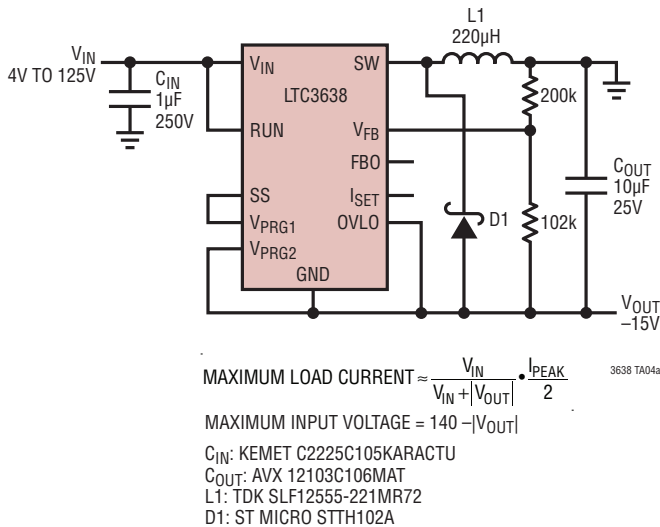 L1
220µH
VIN
4V TO 125V
CIN
1µF
250V
VIN
SW
LTC3638
200k
RUN
VFB
FBO
COUT
10µF
25V
SS
ISET
VPRG1
OVLO
D1
102k
VPRG2
GND
VOUT
–15V
3638 TA04a
MAXIMUM LOAD CURRENT ≈ VIN / (VIN + |VOUT|) • IPEAK / 2
MAXIMUM INPUT VOLTAGE = 140 –|VOUT|
CIN: KEMET C2225C105KARACTU
COUT: AVX 12103C106MAT
L1: TDK SLF12555-221MR72
D1: ST MICRO STTH102A